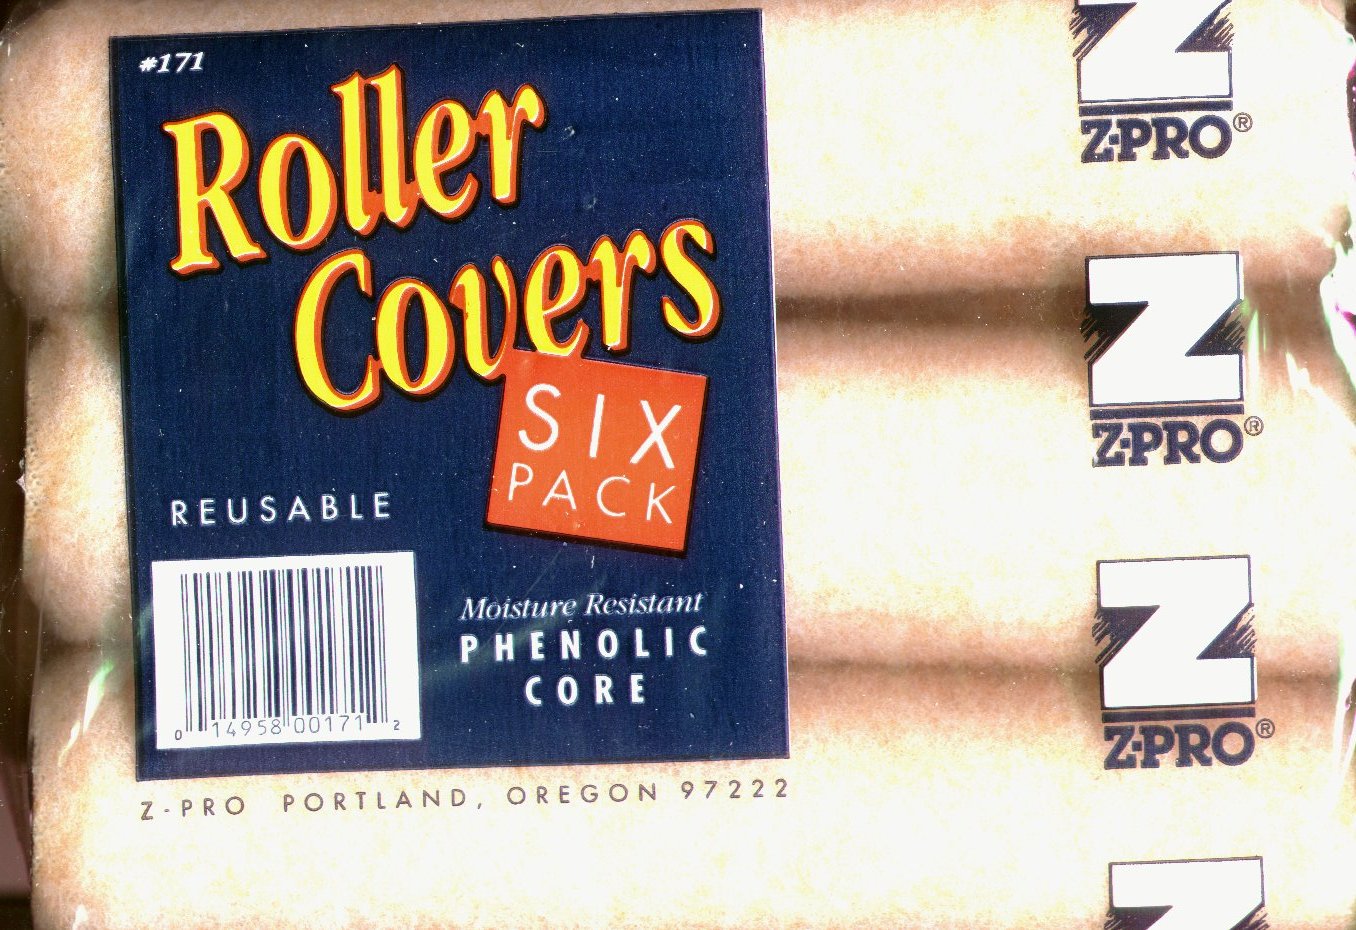 #171
Roller
Covers
SIX
PACK
REUSABLE
Moisture Resistant
PHENOLIC
CORE
0 14958 00171 2
Z-PRO PORTLAND, OREGON 97222
Z
Z-PRO®
Z
Z-PRO®
Z
Z-PRO®
Z